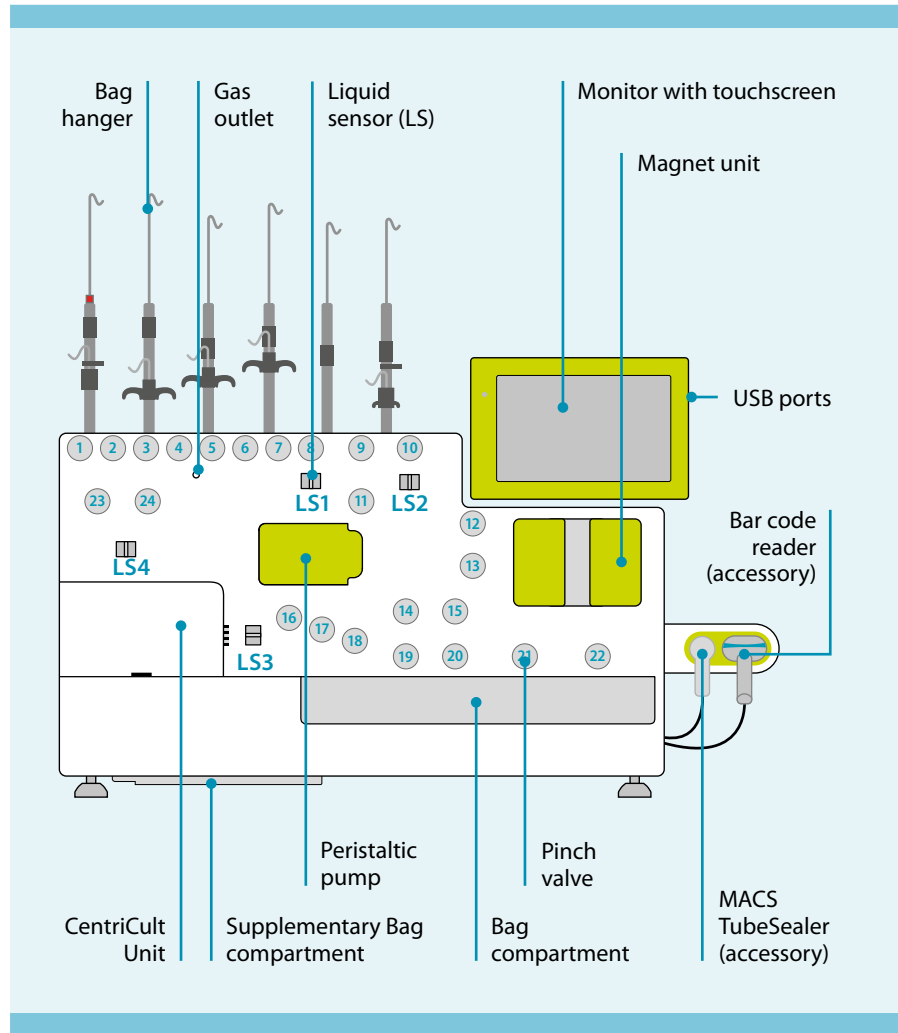 Bag
hanger
Gas
outlet
Liquid
sensor (LS)
Monitor with touchscreen
Magnet unit
USB ports
1 2 3 4 5 6 7 8 9 10
23 24 LS1 11 LS2
12
Bar code
reader
(accessory)
LS4
13
14 15
16 17 18
LS3
19 20 21 22
Peristaltic
pump
Pinch
valve
MACS
TubeSealer
(accessory)
CentriCult
Unit
Supplementary Bag
compartment
Bag
compartment